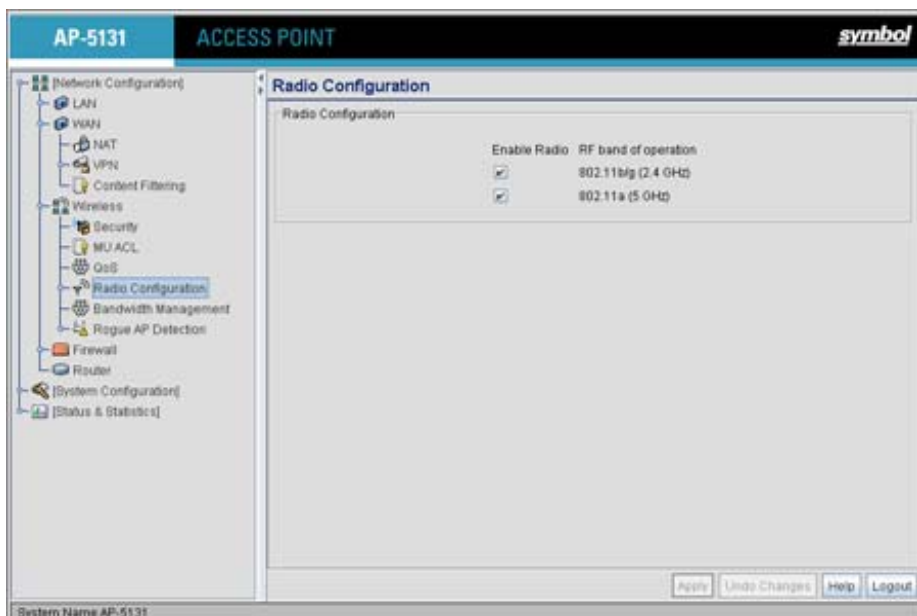 AP-5131 ACCESS POINT symbol
[Network Configuration]
LAN
WAN
NAT
VPN
Content Filtering
Wireless
Security
MU ACL
QoS
Radio Configuration
Bandwidth Management
Rogue AP Detection
Firewall
Router
[System Configuration]
[Status & Statistics]
Radio Configuration
Radio Configuration
Enable Radio RF band of operation
802.11b/g (2.4 GHz)
802.11a (5 GHz)
Apply Undo Changes Help Logout
System Name AP-5131